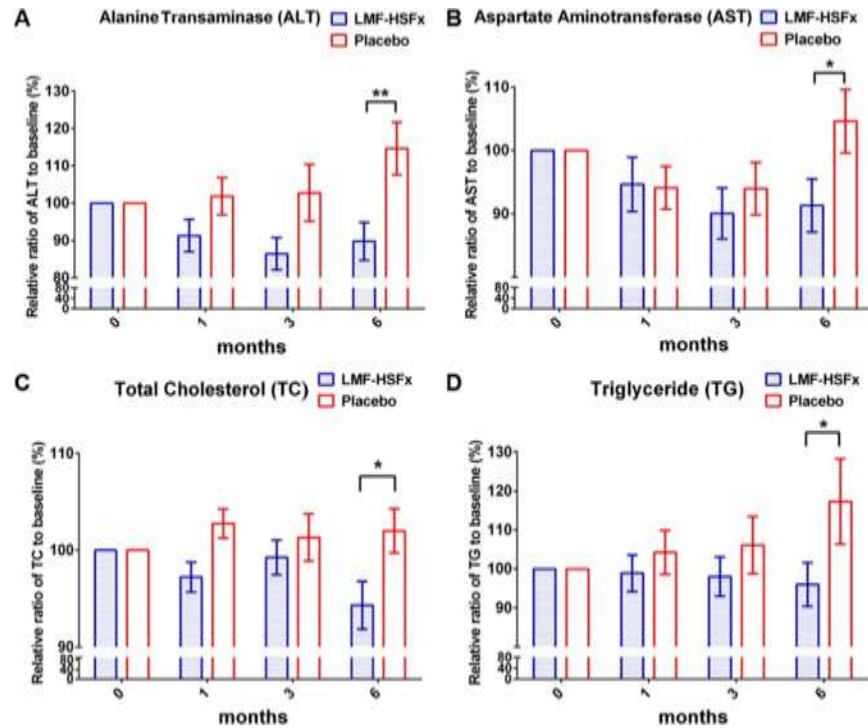 A Alanine Transaminase (ALT)
LMF-HSFx
Placebo
Relative ratio of ALT to baseline (%)
130
120
110
100
90
80
80
40
0
**
0 1 3 6
months
B Aspartate Aminotransferase (AST)
LMF-HSFx
Placebo
Relative ratio of AST to baseline (%)
110
100
90
80
40
0
*
0 1 3 6
months
C Total Cholesterol (TC)
LMF-HSFx
Placebo
Relative ratio of TC to baseline (%)
110
100
90
80
40
0
*
0 1 3 6
months
D Triglyceride (TG)
LMF-HSFx
Placebo
Relative ratio of TG to baseline (%)
130
120
110
100
90
80
40
0
*
0 1 3 6
months